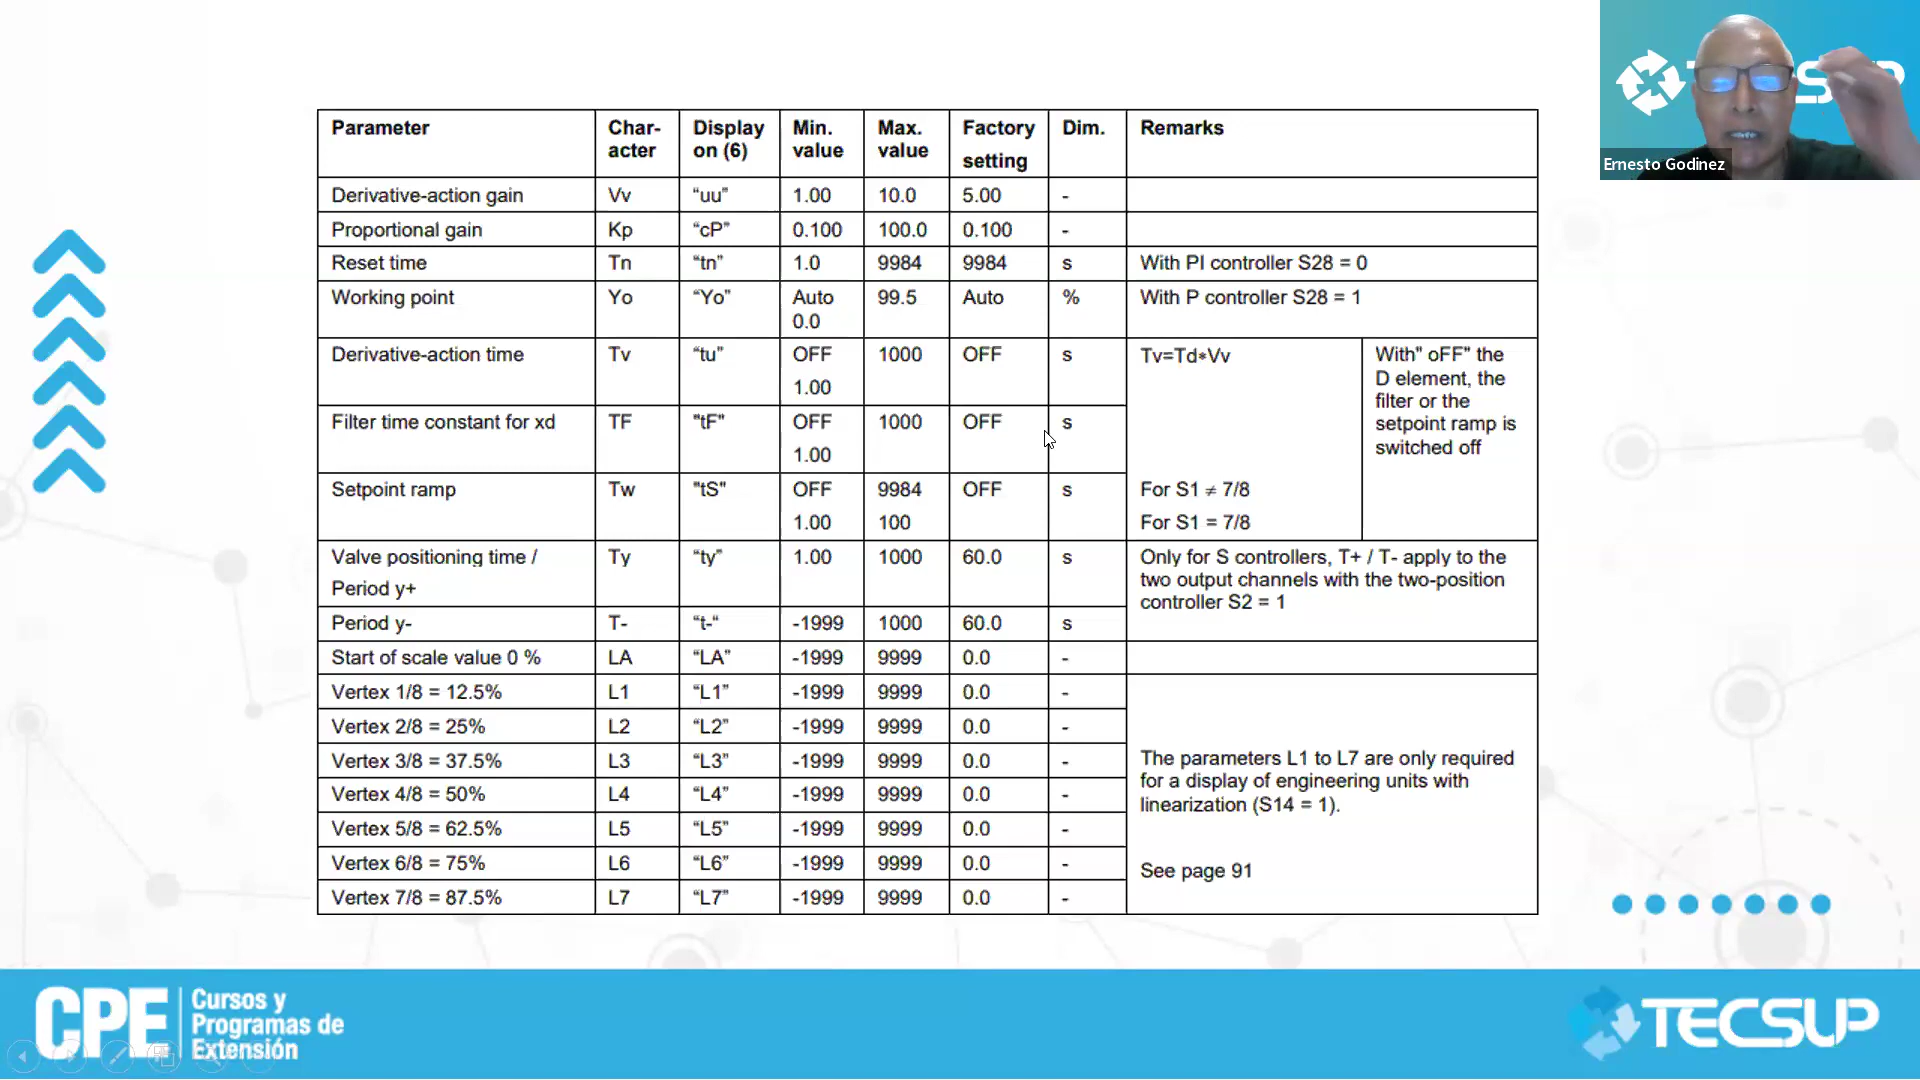 Parameter Char- Display Min. Max. Factory Dim. Remarks
acter on (6) value value setting
Derivative-action gain Vv “uu” 1.00 10.0 5.00 -
Proportional gain Kp “cP” 0.100 100.0 0.100 -
Reset time Tn “tn” 1.0 9984 9984 s With PI controller S28 = 0
Working point Yo “Yo” Auto 99.5 Auto % With P controller S28 = 1
0.0
Derivative-action time Tv “tu” OFF 1000 OFF s Tv=Td*Vv With" oFF" the
1.00 D element, the
filter or the
Filter time constant for xd TF "tF" OFF 1000 OFF s setpoint ramp is
1.00 switched off
Setpoint ramp Tw "tS" OFF 9984 OFF s For S1 ≠ 7/8
1.00 100 For S1 = 7/8
Valve positioning time / Ty “ty” 1.00 1000 60.0 s Only for S controllers, T+ / T- apply to the
Period y+ two output channels with the two-position
controller S2 = 1
Period y- T- “t-“ -1999 1000 60.0 s
Start of scale value 0 % LA “LA” -1999 9999 0.0 -
Vertex 1/8 = 12.5% L1 “L1” -1999 9999 0.0 -
Vertex 2/8 = 25% L2 “L2” -1999 9999 0.0 -
Vertex 3/8 = 37.5% L3 “L3” -1999 9999 0.0 - The parameters L1 to L7 are only required
for a display of engineering units with
Vertex 4/8 = 50% L4 “L4” -1999 9999 0.0 - linearization (S14 = 1).
Vertex 5/8 = 62.5% L5 “L5” -1999 9999 0.0 -
Vertex 6/8 = 75% L6 “L6” -1999 9999 0.0 - See page 91
Vertex 7/8 = 87.5% L7 “L7” -1999 9999 0.0 -
Ernesto Godinez
CPE
Cursos y
Programas de
Extensión
TECSUP